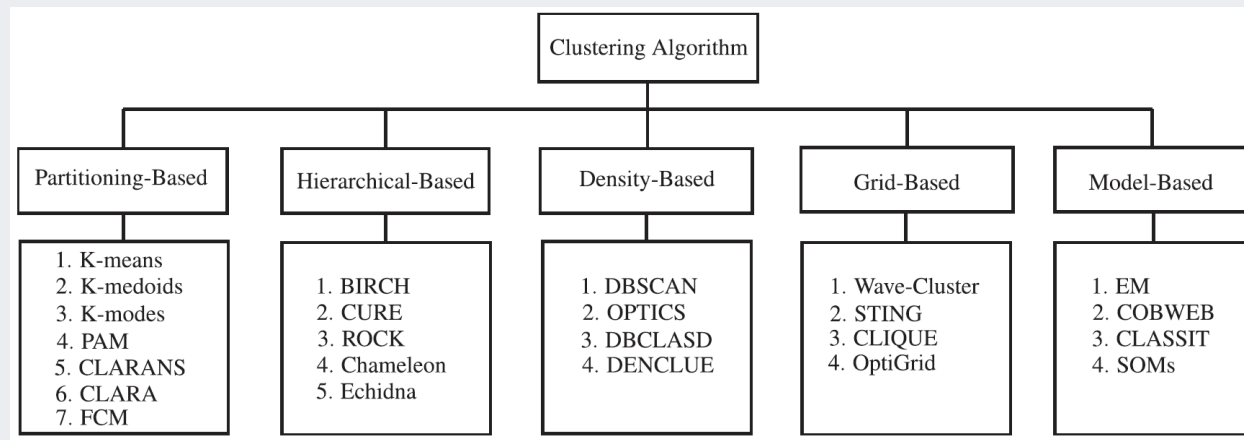 Clustering Algorithm
Partitioning-Based
Hierarchical-Based
Density-Based
Grid-Based
Model-Based
1. K-means
2. K-medoids
3. K-modes
4. PAM
5. CLARANS
6. CLARA
7. FCM
1. BIRCH
2. CURE
3. ROCK
4. Chameleon
5. Echidna
1. DBSCAN
2. OPTICS
3. DBCLASD
4. DENCLUE
1. Wave-Cluster
2. STING
3. CLIQUE
4. OptiGrid
1. EM
2. COBWEB
3. CLASSIT
4. SOMs